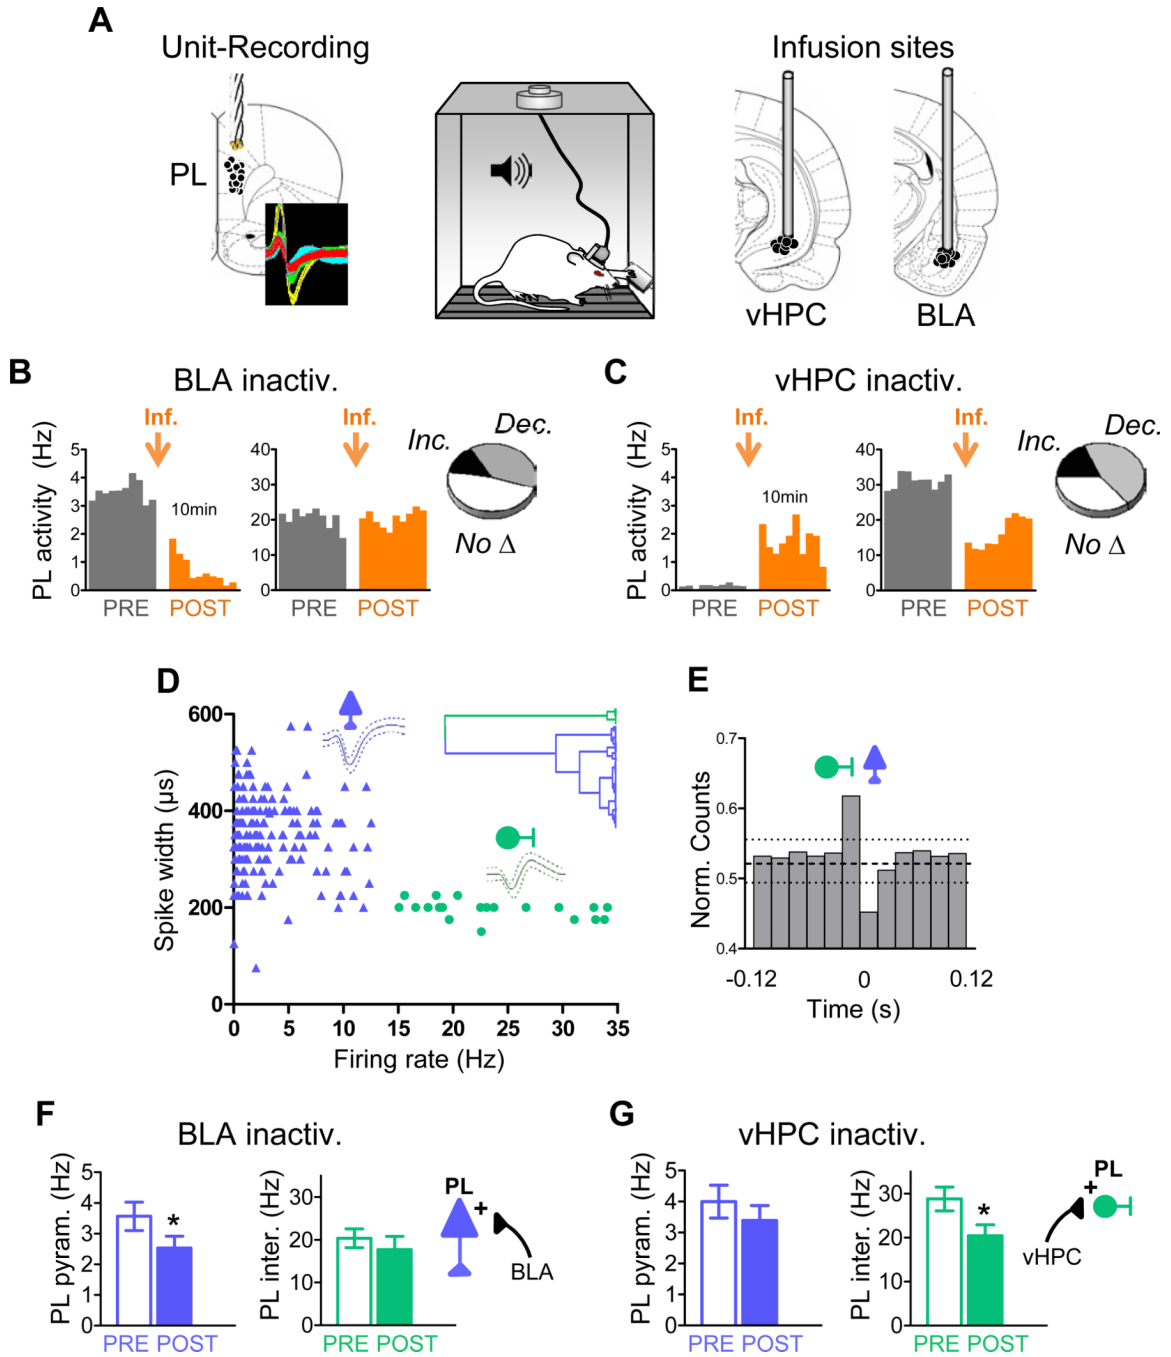 A
Unit-Recording
Infusion sites
PL
vHPC
BLA
B
BLA inactiv.
Inf.
Inf.
Inc.
Dec.
No Δ
PL activity (Hz)
5
4
3
2
1
0
10min
PRE
POST
40
30
20
10
0
PRE
POST
C
vHPC inactiv.
Inf.
Inf.
Inc.
Dec.
No Δ
PL activity (Hz)
5
4
3
2
1
0
10min
PRE
POST
40
30
20
10
0
PRE
POST
D
Spike width (µs)
600
400
200
0
0
5
10
15
20
25
30
35
Firing rate (Hz)
E
Norm. Counts
0.7
0.6
0.5
0.4
-0.12
0
0.12
Time (s)
F
BLA inactiv.
PL pyram. (Hz)
5
4
3
2
1
0
*
PRE
POST
PL inter. (Hz)
30
20
10
0
PRE
POST
PL
+
BLA
G
vHPC inactiv.
PL pyram. (Hz)
5
4
3
2
1
0
PRE
POST
PL inter. (Hz)
30
20
10
0
*
PRE
POST
PL
+
vHPC